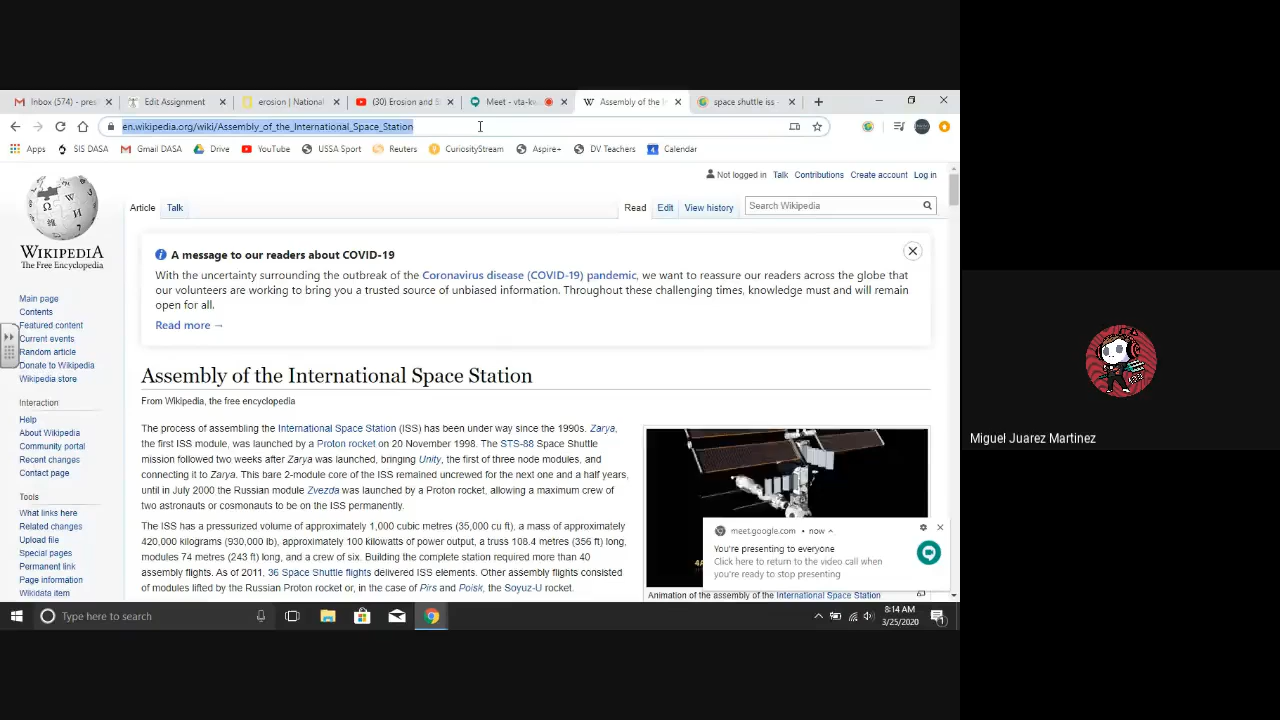 Inbox (574) - pres
Edit Assignment
erosion | National
(30) Erosion and S
Meet - vta-kw
Assembly of the In
space shuttle iss -
en.wikipedia.org/wiki/Assembly_of_the_International_Space_Station
Apps
SIS DASA
Gmail DASA
Drive
YouTube
USSA Sport
Reuters
CuriosityStream
Aspire+
DV Teachers
Calendar
Not logged in Talk Contributions Create account Log in
Article Talk
Read Edit View history
Search Wikipedia
WIKIPEDIA
The Free Encyclopedia
A message to our readers about COVID-19
With the uncertainty surrounding the outbreak of the Coronavirus disease (COVID-19) pandemic, we want to reassure our readers across the globe that
our volunteers are working to bring you a trusted source of unbiased information. Throughout these challenging times, knowledge must and will remain
open for all.
Read more →
Main page
Contents
Featured content
Current events
Random article
Donate to Wikipedia
Wikipedia store
Interaction
Help
About Wikipedia
Community portal
Recent changes
Contact page
Tools
What links here
Related changes
Upload file
Special pages
Permanent link
Page information
Wikidata item
Assembly of the International Space Station
From Wikipedia, the free encyclopedia
The process of assembling the International Space Station (ISS) has been under way since the 1990s. Zarya,
the first ISS module, was launched by a Proton rocket on 20 November 1998. The STS-88 Space Shuttle
mission followed two weeks after Zarya was launched, bringing Unity, the first of three node modules, and
connecting it to Zarya. This bare 2-module core of the ISS remained uncrewed for the next one and a half years,
until in July 2000 the Russian module Zvezda was launched by a Proton rocket, allowing a maximum crew of
two astronauts or cosmonauts to be on the ISS permanently.
The ISS has a pressurized volume of approximately 1,000 cubic metres (35,000 cu ft), a mass of approximately
420,000 kilograms (930,000 lb), approximately 100 kilowatts of power output, a truss 108.4 metres (356 ft) long,
modules 74 metres (243 ft) long, and a crew of six. Building the complete station required more than 40
assembly flights. As of 2011, 36 Space Shuttle flights delivered ISS elements. Other assembly flights consisted
of modules lifted by the Russian Proton rocket or, in the case of Pirs and Poisk, the Soyuz-U rocket.
Animation of the assembly of the International Space Station
meet.google.com • now
You're presenting to everyone
Click here to return to the video call when
you're ready to stop presenting
Type here to search
8:14 AM
3/25/2020
Miguel Juarez Martinez